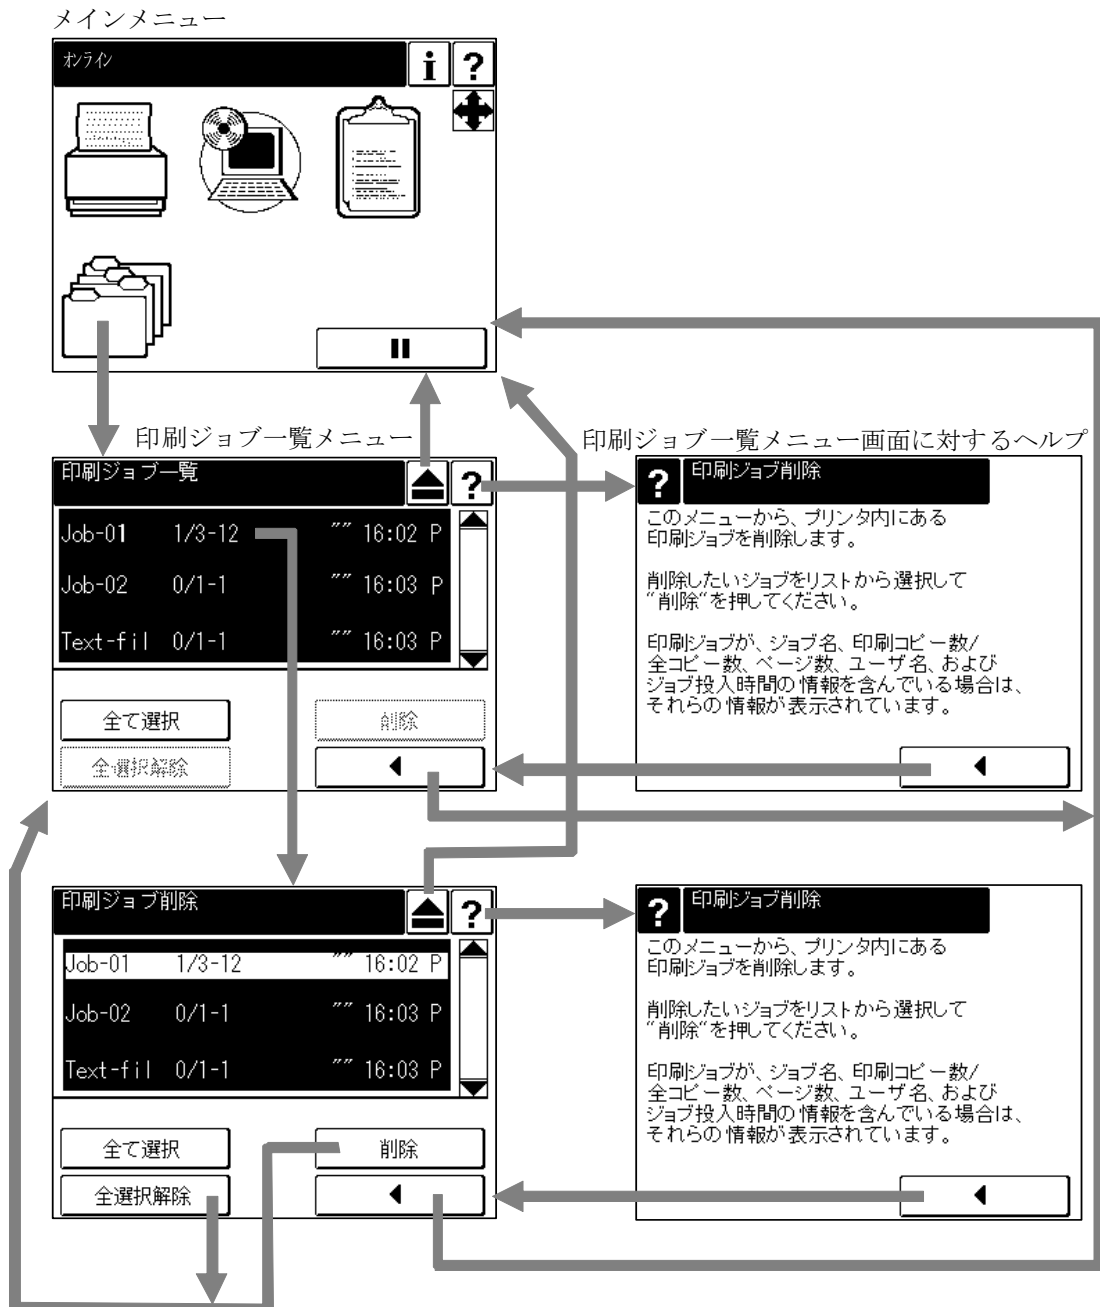 メインメニュー
オンライン
i ?
印刷ジョブ一覧メニュー
印刷ジョブ一覧
?
Job-01 1/3-12 "" 16:02 P
Job-02 0/1-1 "" 16:03 P
Text-fil 0/1-1 "" 16:03 P
全て選択 削除
全選択解除
印刷ジョブ一覧メニュー画面に対するヘルプ
? 印刷ジョブ削除
このメニューから、プリンタ内にある
印刷ジョブを削除します。
削除したいジョブをリストから選択して
"削除"を押してください。
印刷ジョブが、ジョブ名、印刷コピー数/
全コピー数、ページ数、ユーザ名、および
ジョブ投入時間の情報を含んでいる場合は、
それらの情報が表示されています。
印刷ジョブ削除
?
Job-01 1/3-12 "" 16:02 P
Job-02 0/1-1 "" 16:03 P
Text-fil 0/1-1 "" 16:03 P
全て選択 削除
全選択解除
? 印刷ジョブ削除
このメニューから、プリンタ内にある
印刷ジョブを削除します。
削除したいジョブをリストから選択して
"削除"を押してください。
印刷ジョブが、ジョブ名、印刷コピー数/
全コピー数、ページ数、ユーザ名、および
ジョブ投入時間の情報を含んでいる場合は、
それらの情報が表示されています。